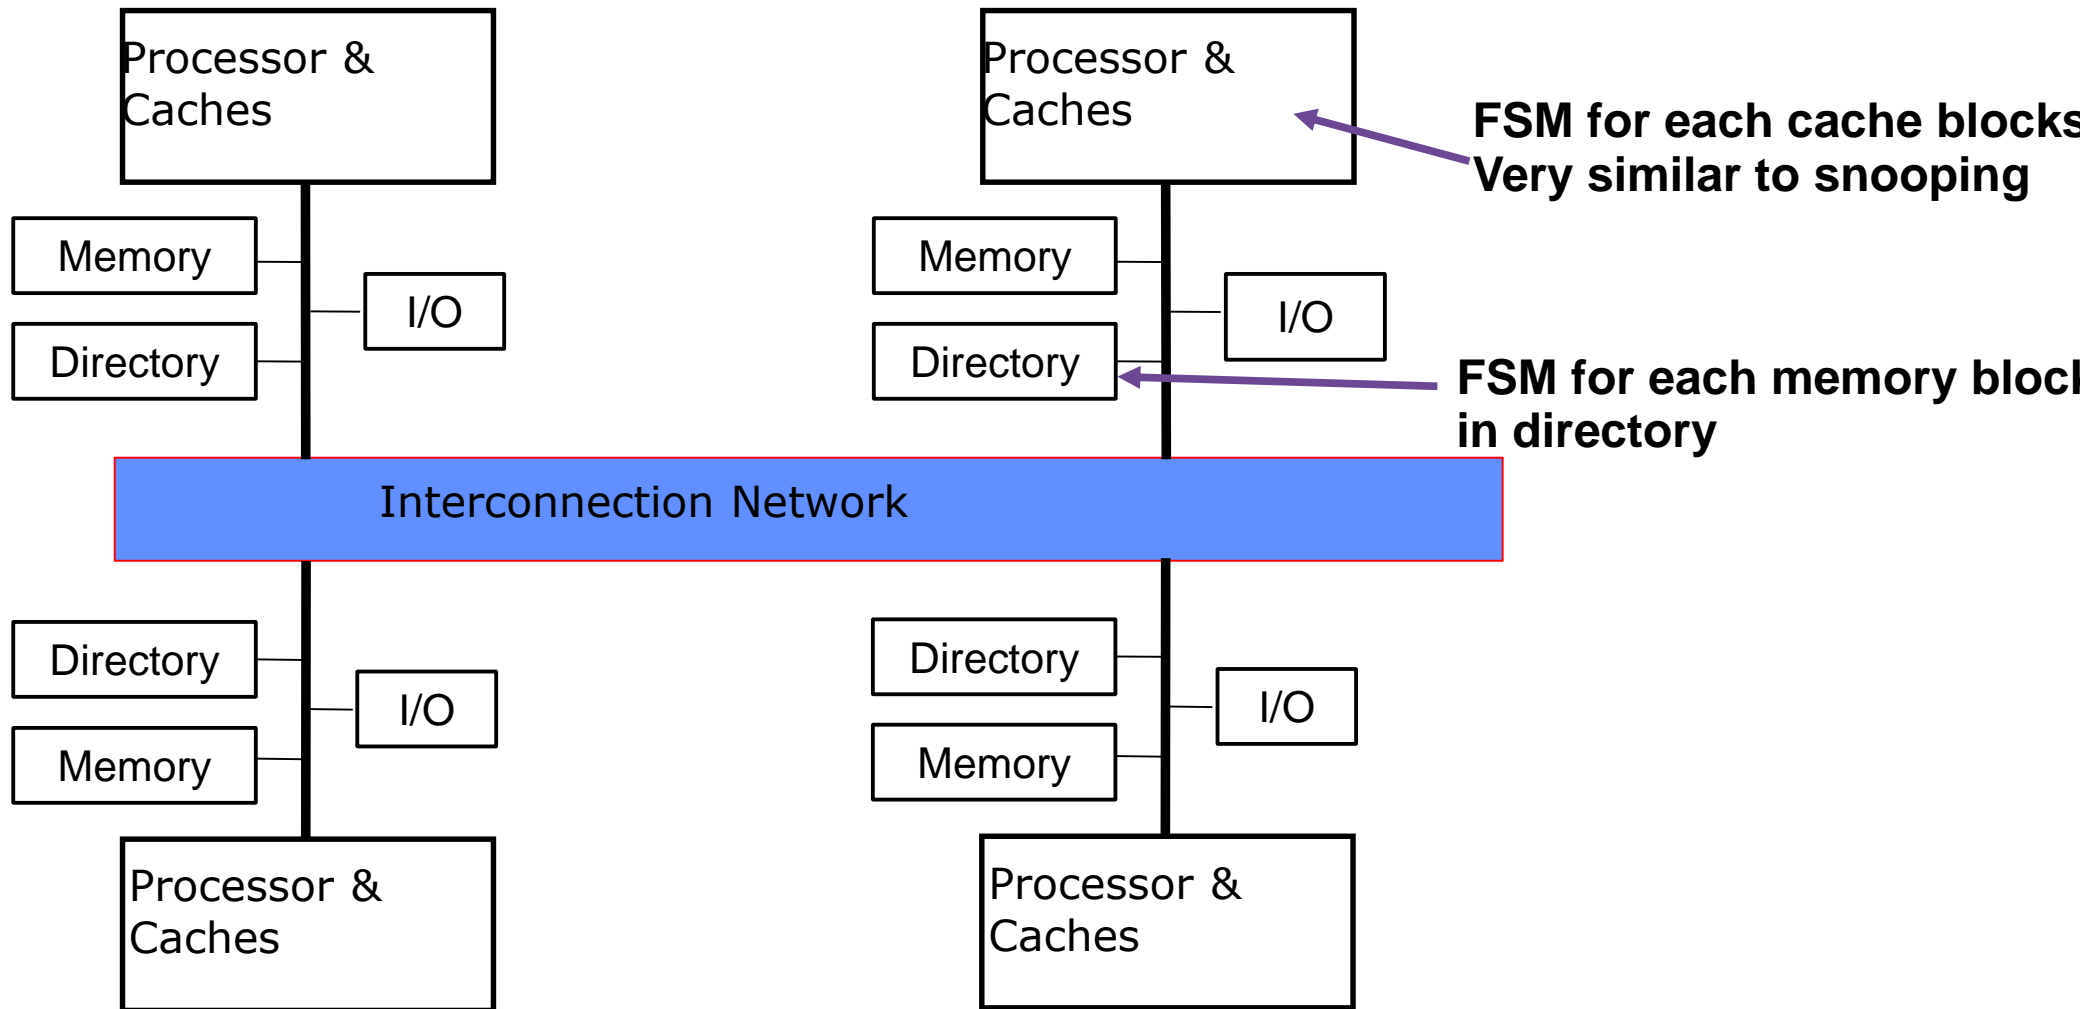 Processor &
Caches
Processor &
Caches
FSM for each cache blocks
Very similar to snooping
Memory
I/O
Directory
Memory
I/O
Directory
FSM for each memory block
in directory
Interconnection Network
Directory
I/O
Memory
Directory
I/O
Memory
Processor &
Caches
Processor &
Caches